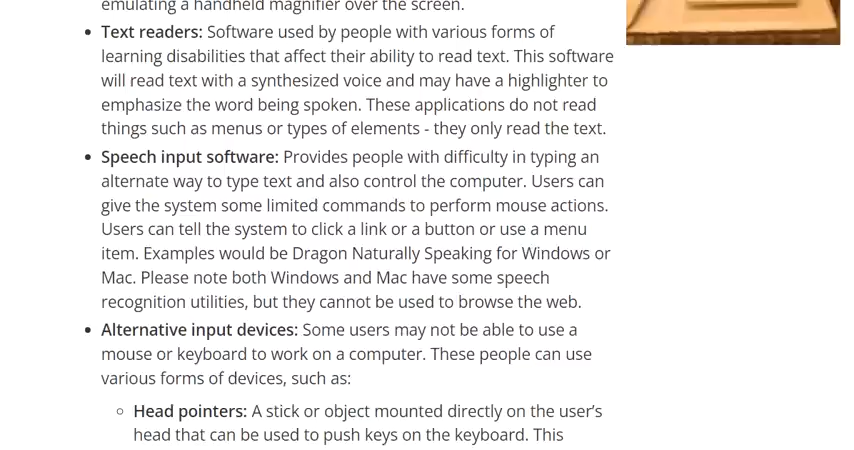 emulating a handheld magnifier over the screen.
• Text readers: Software used by people with various forms of
learning disabilities that affect their ability to read text. This software
will read text with a synthesized voice and may have a highlighter to
emphasize the word being spoken. These applications do not read
things such as menus or types of elements - they only read the text.
• Speech input software: Provides people with difficulty in typing an
alternate way to type text and also control the computer. Users can
give the system some limited commands to perform mouse actions.
Users can tell the system to click a link or a button or use a menu
item. Examples would be Dragon Naturally Speaking for Windows or
Mac. Please note both Windows and Mac have some speech
recognition utilities, but they cannot be used to browse the web.
• Alternative input devices: Some users may not be able to use a
mouse or keyboard to work on a computer. These people can use
various forms of devices, such as:
◦ Head pointers: A stick or object mounted directly on the user’s
head that can be used to push keys on the keyboard. This